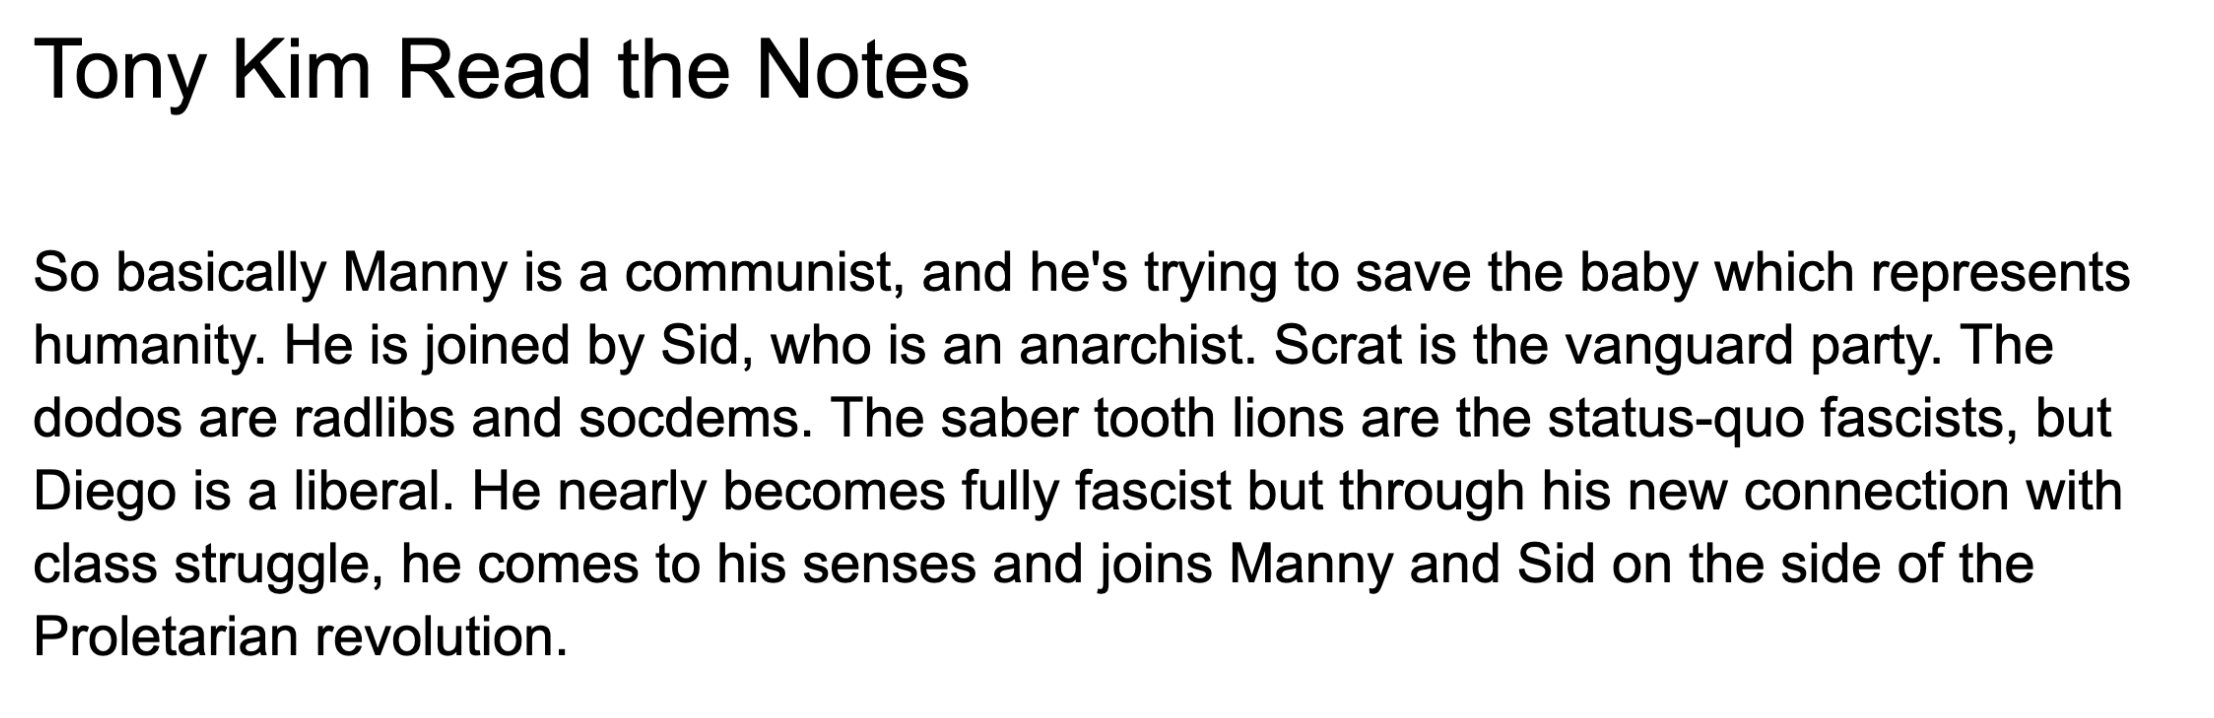 Tony Kim Read the Notes
So basically Manny is a communist, and he's trying to save the baby which represents
humanity. He is joined by Sid, who is an anarchist. Scrat is the vanguard party. The
dodos are radlibs and socdems. The saber tooth lions are the status-quo fascists, but
Diego is a liberal. He nearly becomes fully fascist but through his new connection with
class struggle, he comes to his senses and joins Manny and Sid on the side of the
Proletarian revolution.